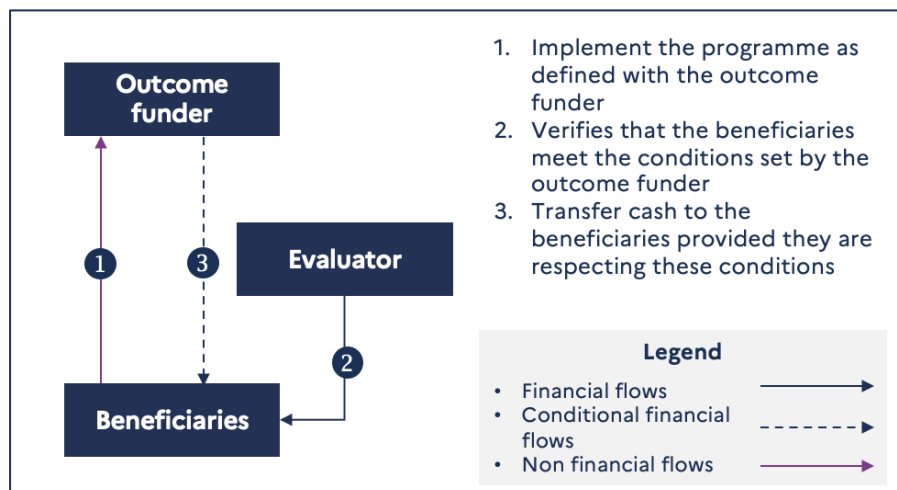 Outcome
funder
1
3
Evaluator
2
Beneficiaries
1. Implement the programme as
defined with the outcome
funder
2. Verifies that the beneficiaries
meet the conditions set by the
outcome funder
3. Transfer cash to the
beneficiaries provided they are
respecting these conditions
Legend
• Financial flows
• Conditional financial
flows
• Non financial flows